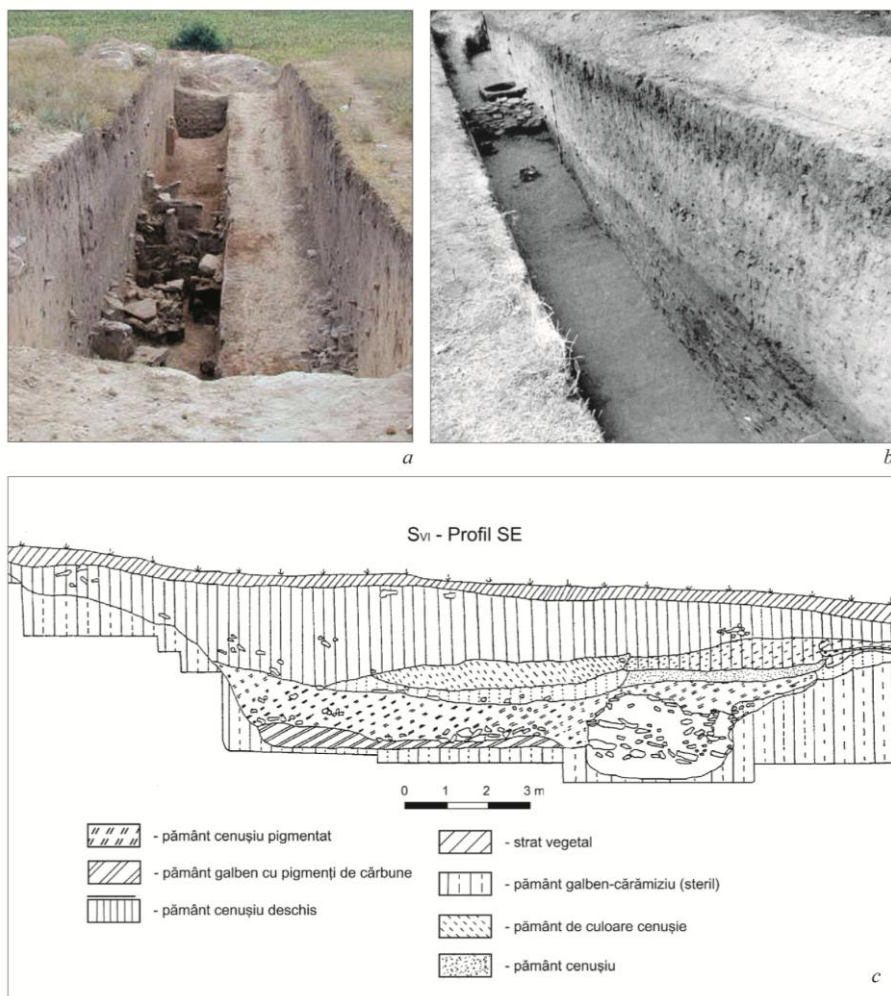 a
b
SVI - Profil SE
0 1 2 3 m
- pământ cenușiu pigmentat
- pământ galben cu pigmenți de cărbune
- pământ cenușiu deschis
- strat vegetal
- pământ galben-cărămiziu (steril)
- pământ de culoare cenușie
- pământ cenușiu
c